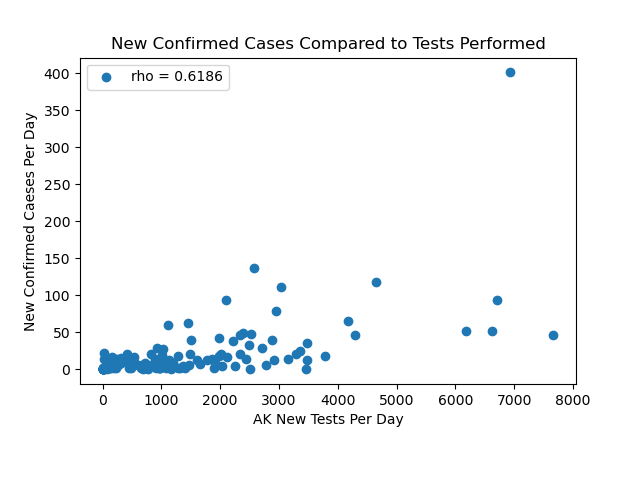 New Confirmed Cases Compared to Tests Performed
rho = 0.6186
New Confirmed Caeses Per Day
400
350
300
250
200
150
100
50
0
0 1000 2000 3000 4000 5000 6000 7000 8000
AK New Tests Per Day